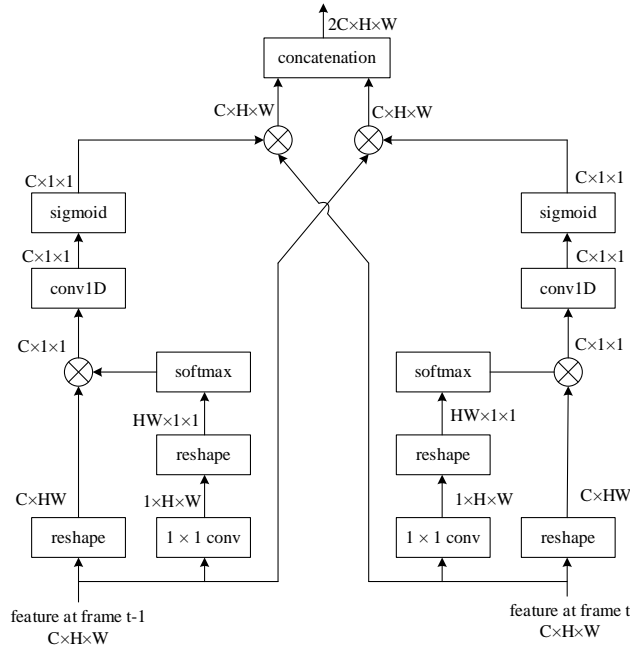 2C×H×W
concatenation
C×H×W
C×H×W
C×1×1
C×1×1
sigmoid
sigmoid
C×1×1
C×1×1
conv1D
conv1D
C×1×1
C×1×1
softmax
softmax
HW×1×1
HW×1×1
reshape
reshape
C×HW
1×H×W
1×H×W
C×HW
reshape
1 × 1 conv
1 × 1 conv
reshape
feature at frame t-1
C×H×W
feature at frame t
C×H×W